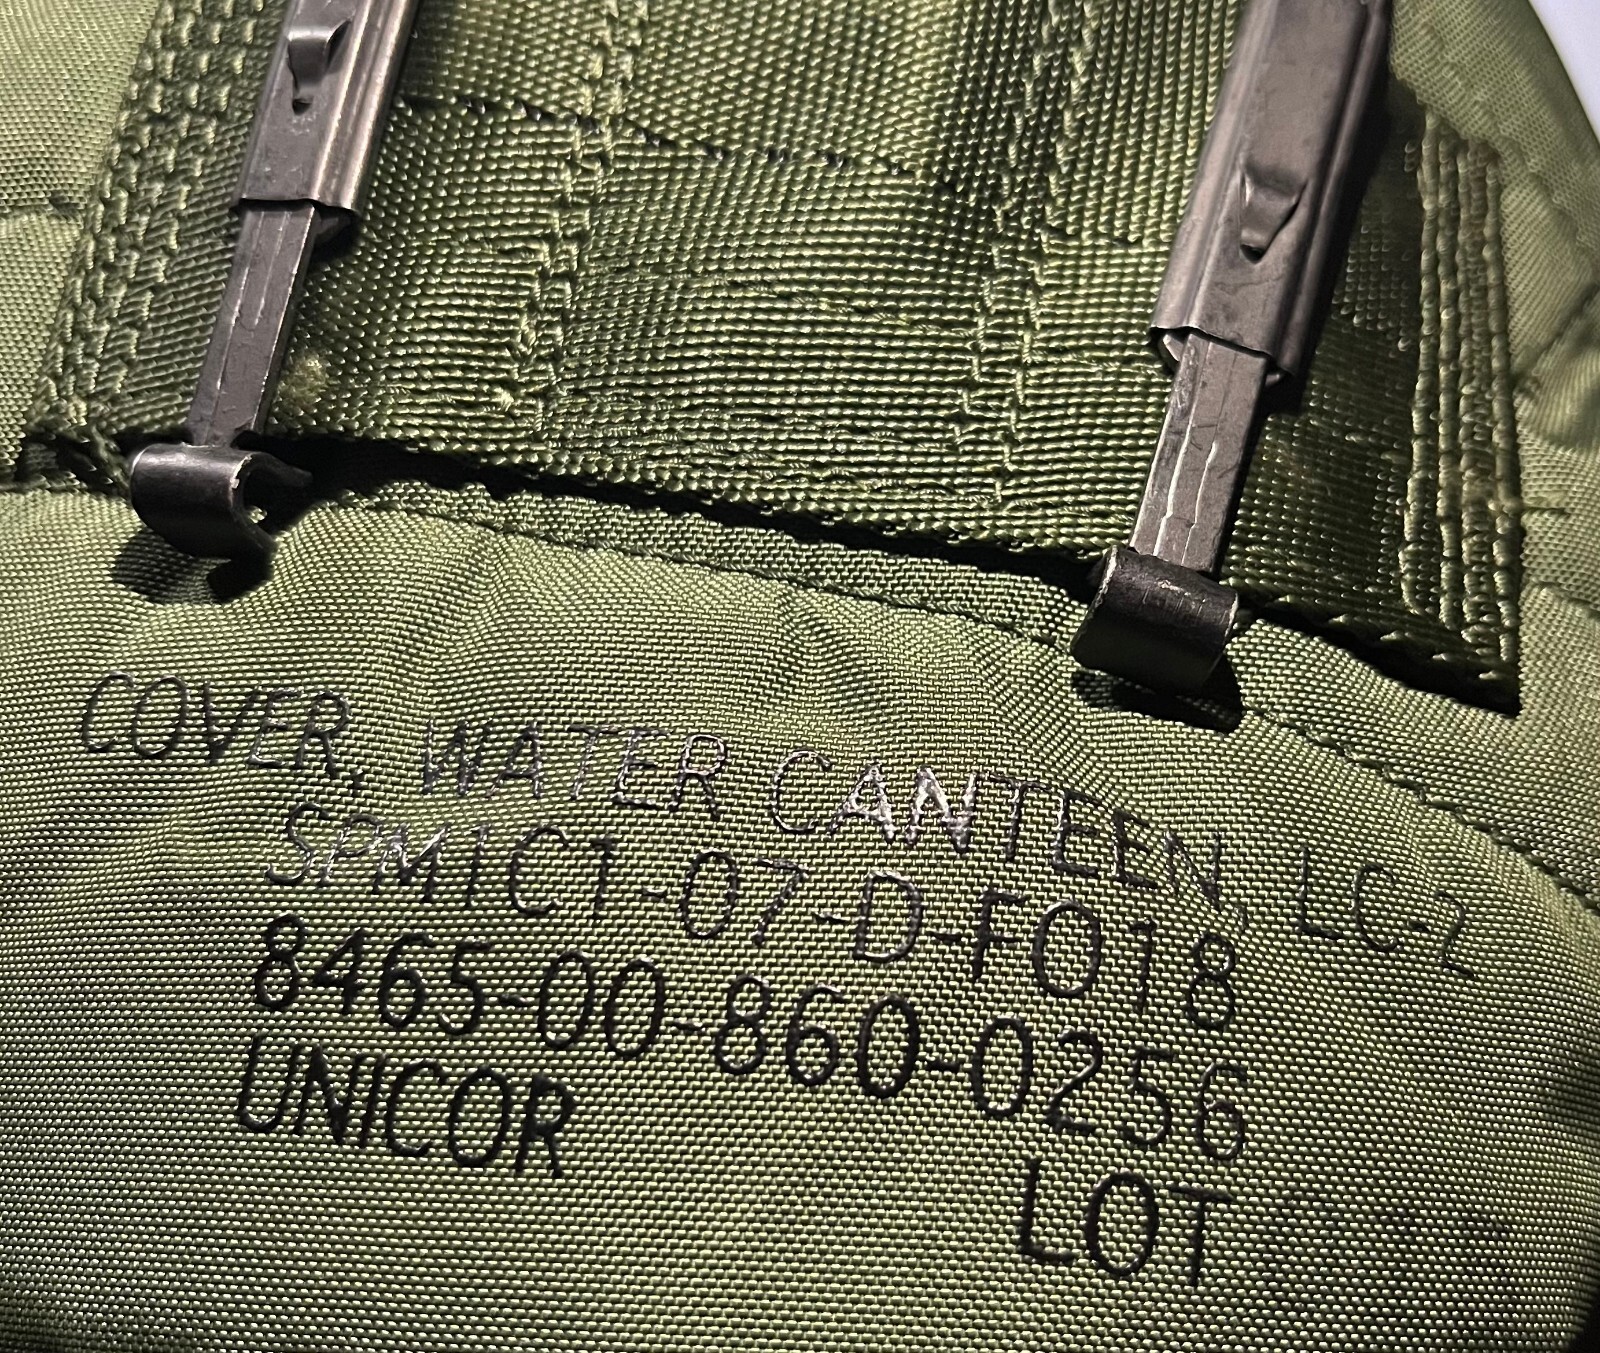 COVER, WATER CANTEEN, LC-2
SPM1C1-07-D-F018
8465-00-860-0256
UNICOR
LOT